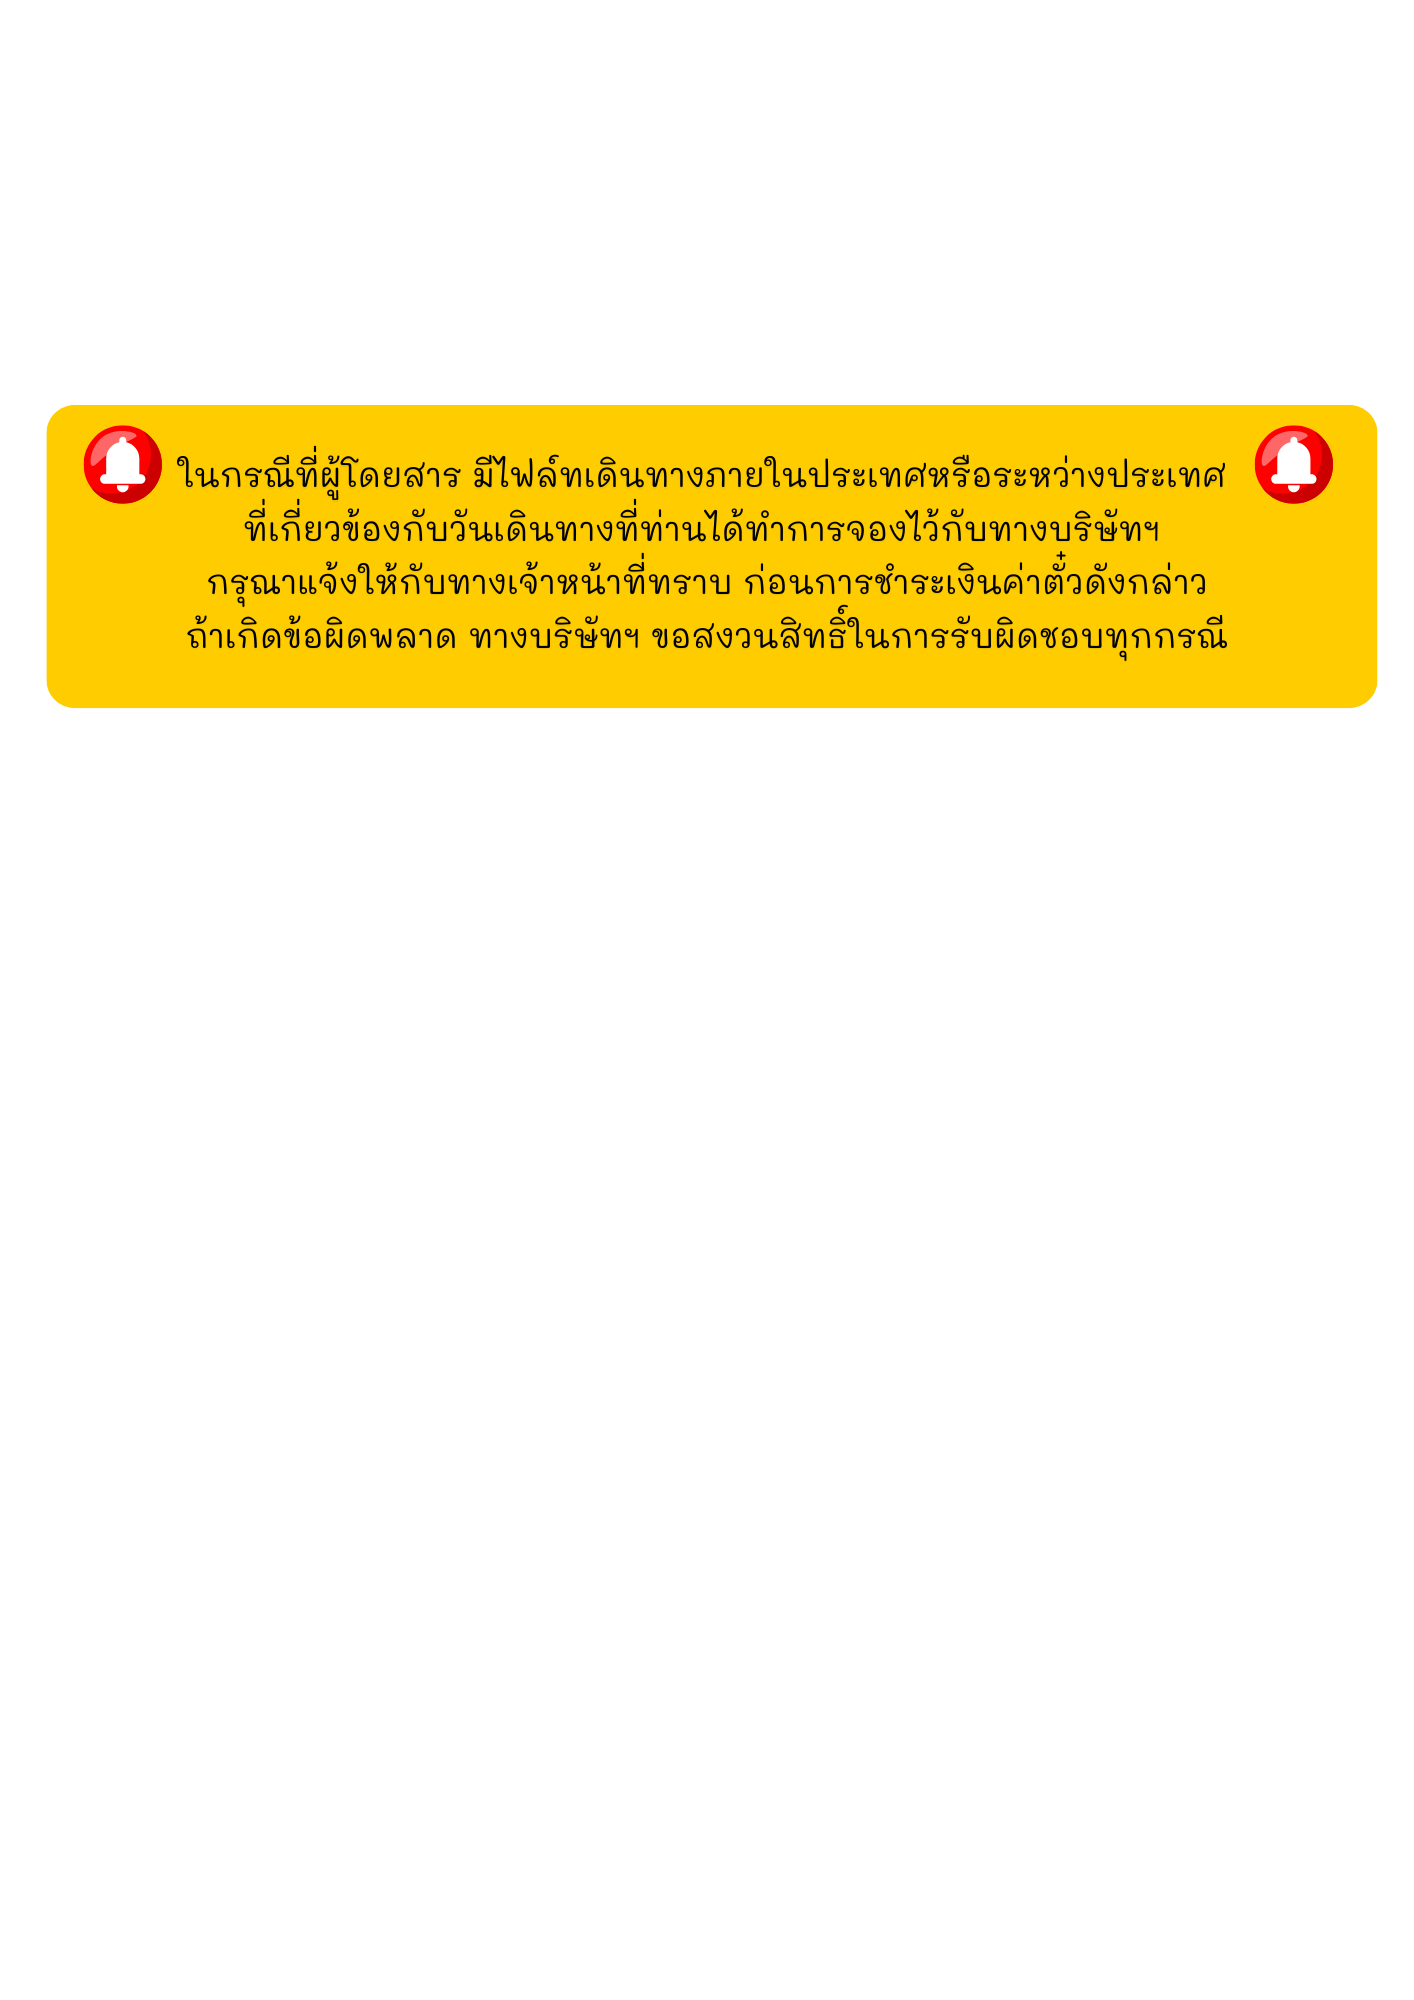 ในกรณีที่ผู้โดยสาร มีไฟล์ทเดินทางภายในประเทศหรือระหว่างประเทศ
ที่เกี่ยวข้องกับวันเดินทางที่ท่านได้ทำการจองไว้กับทางบริษัทฯ
กรุณาแจ้งให้กับทางเจ้าหน้าที่ทราบ ก่อนการชำระเงินค่าตั๋วดังกล่าว
ถ้าเกิดข้อผิดพลาด ทางบริษัทฯ ขอสงวนสิทธิ์ในการรับผิดชอบทุกกรณี